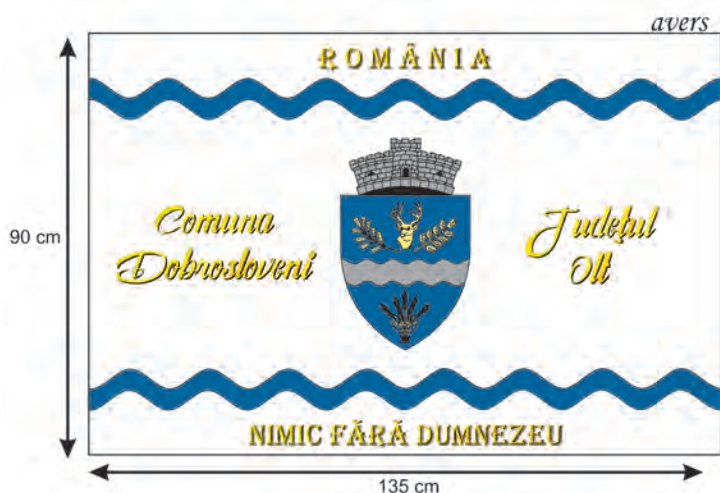 avers
ROMÂNIA
90 cm
Comuna
Dobrosloveni
Județul
Olt
NIMIC FĂRĂ DUMNEZEU
135 cm